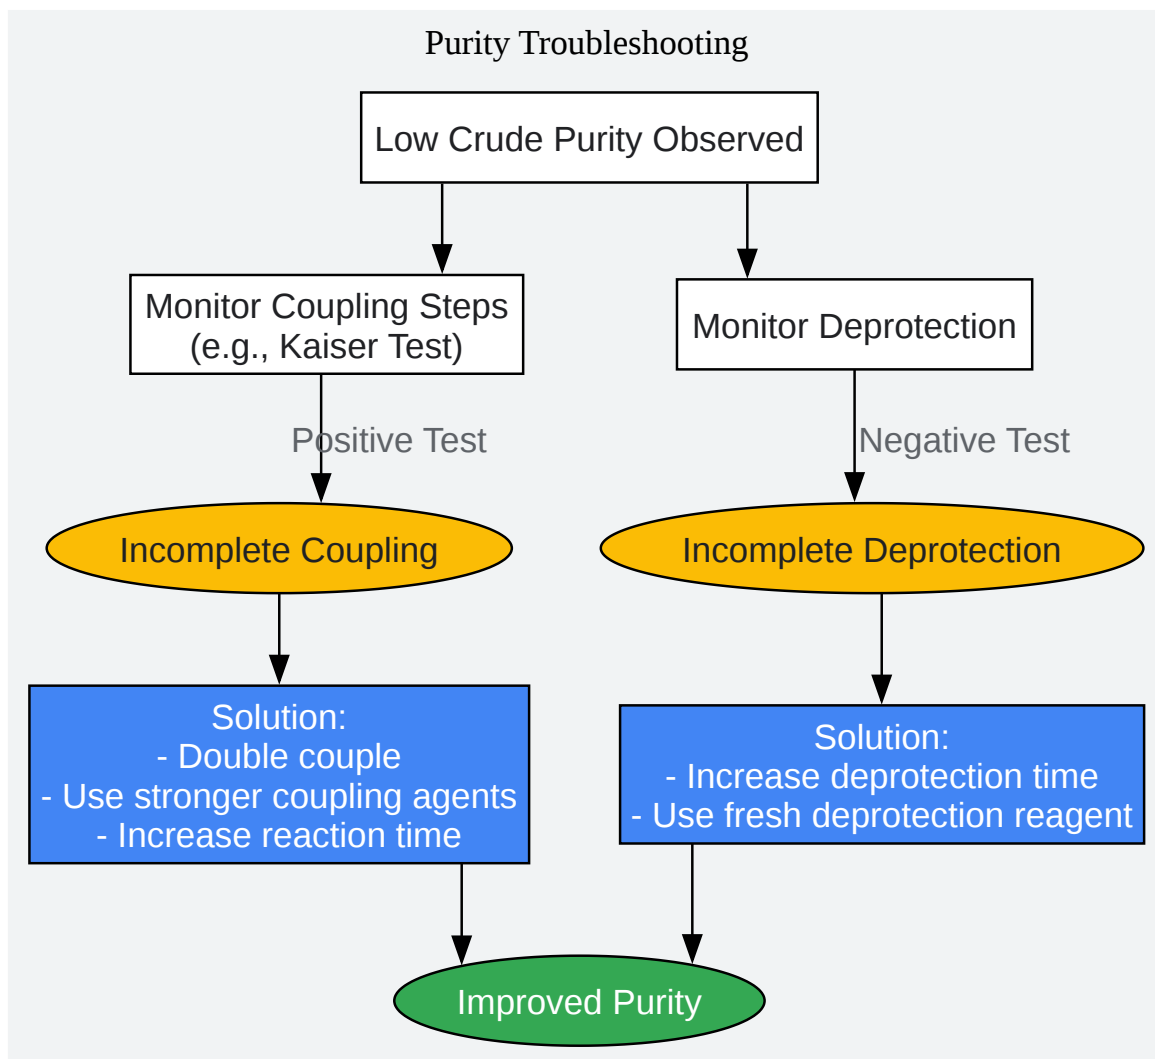 Purity Troubleshooting
Low Crude Purity Observed
Monitor Coupling Steps
(e.g., Kaiser Test)
Monitor Deprotection
Positive Test
Negative Test
Incomplete Coupling
Incomplete Deprotection
Solution:
- Double couple
- Use stronger coupling agents
- Increase reaction time
Solution:
- Increase deprotection time
- Use fresh deprotection reagent
Improved Purity